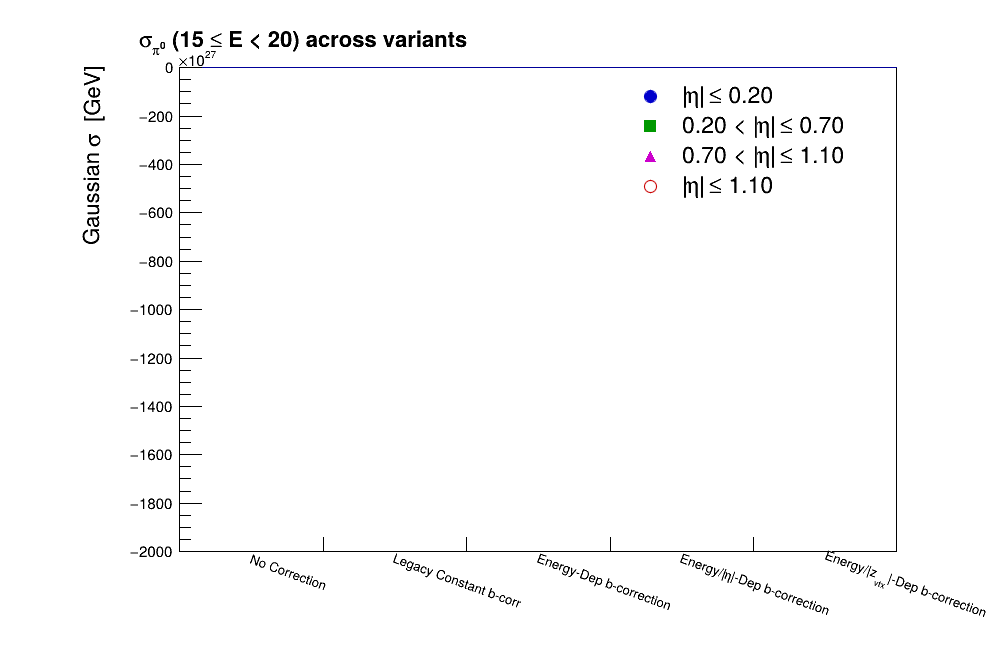 σπ⁰ (15 ≤ E < 20) across variants
×10²⁷
Gaussian σ [GeV]
0
−200
−400
−600
−800
−1000
−1200
−1400
−1600
−1800
−2000
|η| ≤ 0.20
0.20 < |η| ≤ 0.70
0.70 < |η| ≤ 1.10
|η| ≤ 1.10
No Correction
Legacy Constant b-corr
Energy-Dep b-correction
Energy/|η|-Dep b-correction
Energy/|z_vtx|-Dep b-correction